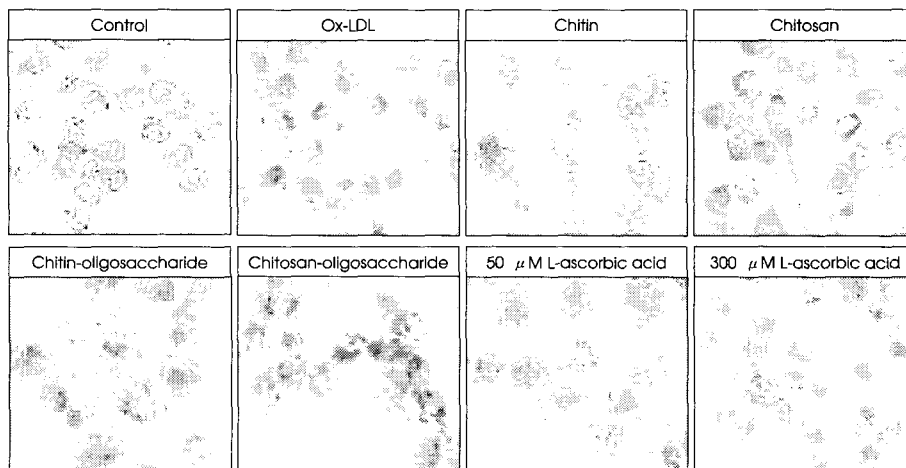 Control
Ox-LDL
Chitin
Chitosan
Chitin-oligosaccharide
Chitosan-oligosaccharide
50 μM L-ascorbic acid
300 μM L-ascorbic acid